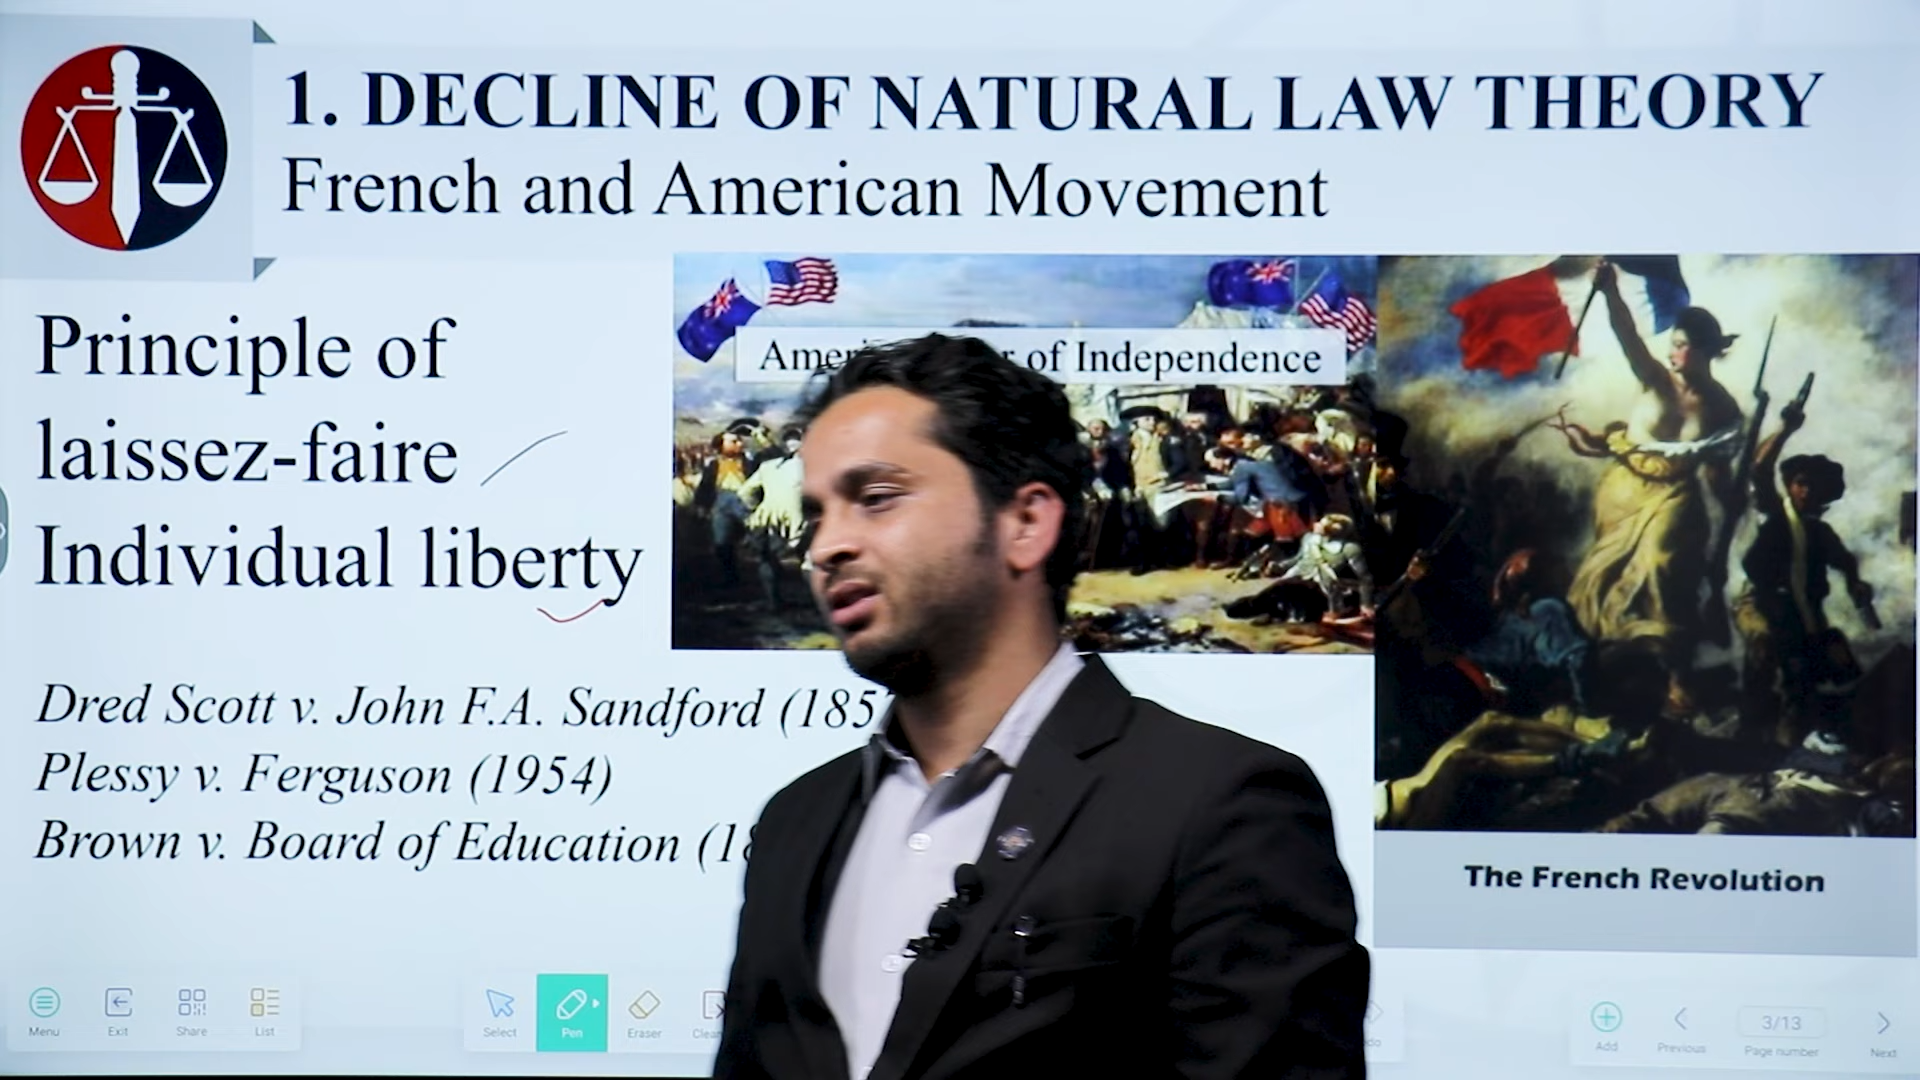 1. DECLINE OF NATURAL LAW THEORY
French and American Movement
Principle of
laissez-faire
Individual liberty
of Independence
Dred Scott v. John F.A. Sandford (185
Plessy v. Ferguson (1954)
Brown v. Board of Education (18
The French Revolution
Menu Exit Share List Select Pen Eraser Add Previous 3/13 Page number Next